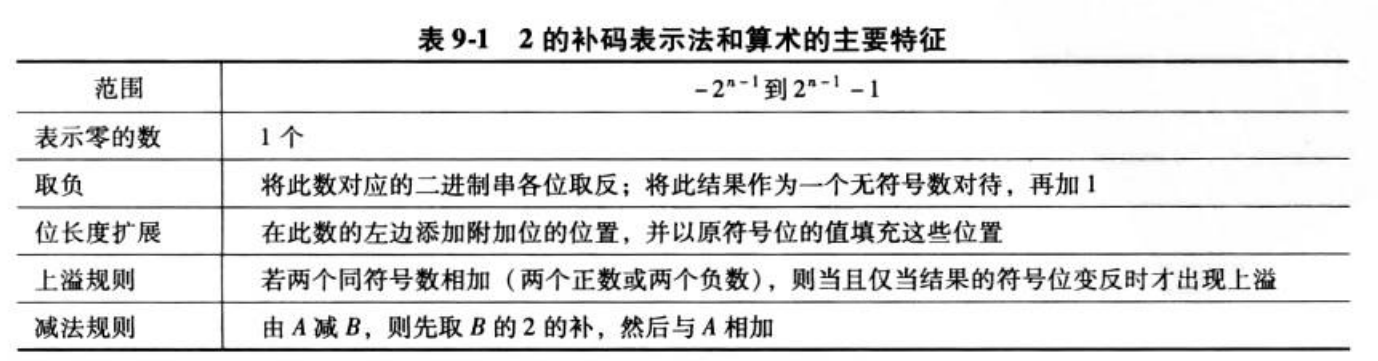 表 9-1 2 的补码表示法和算术的主要特征
范围 -2ⁿ⁻¹到 2ⁿ⁻¹ -1
表示零的数 1 个
取负 将此数对应的二进制串各位取反；将此结果作为一个无符号数对待，再加 1
位长度扩展 在此数的左边添加附加位的位置，并以原符号位的值填充这些位置
上溢规则 若两个同符号数相加（两个正数或两个负数），则当且仅当结果的符号位变反时才出现上溢
减法规则 由 A 减 B，则先取 B 的 2 的补，然后与 A 相加